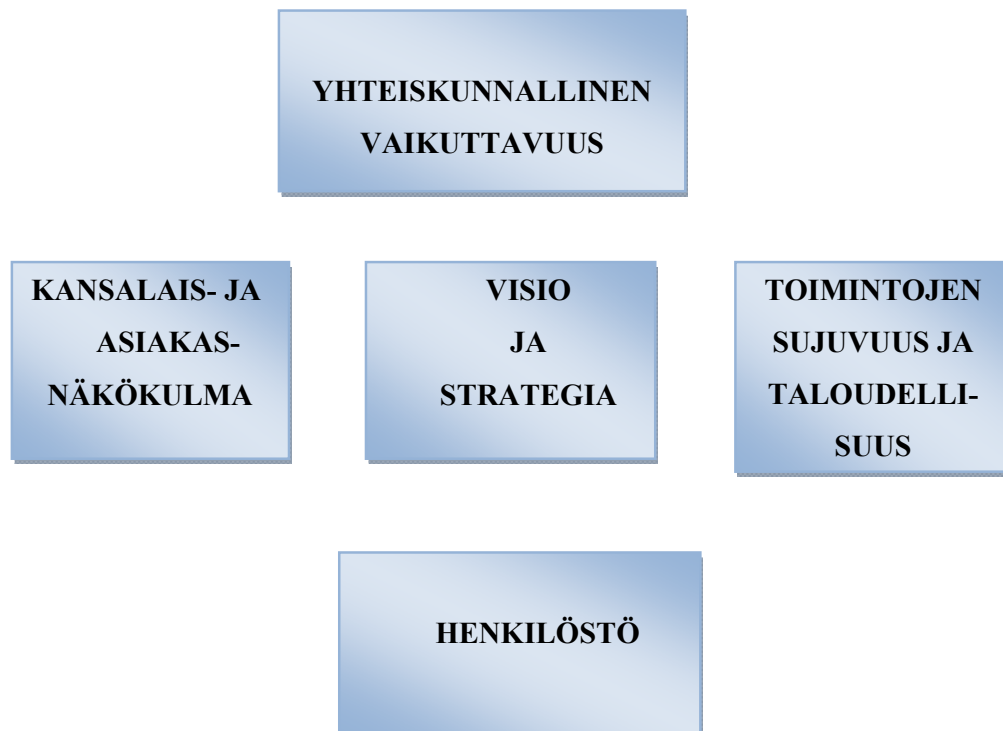 YHTEISKUNNALLINEN
VAIKUTTAVUUS
KANSALAIS- JA
ASIAKAS-
NÄKÖKULMA
VISIO
JA
STRATEGIA
TOIMINTOJEN
SUJUVUUS JA
TALOUDELLI-
SUUS
HENKILÖSTÖ